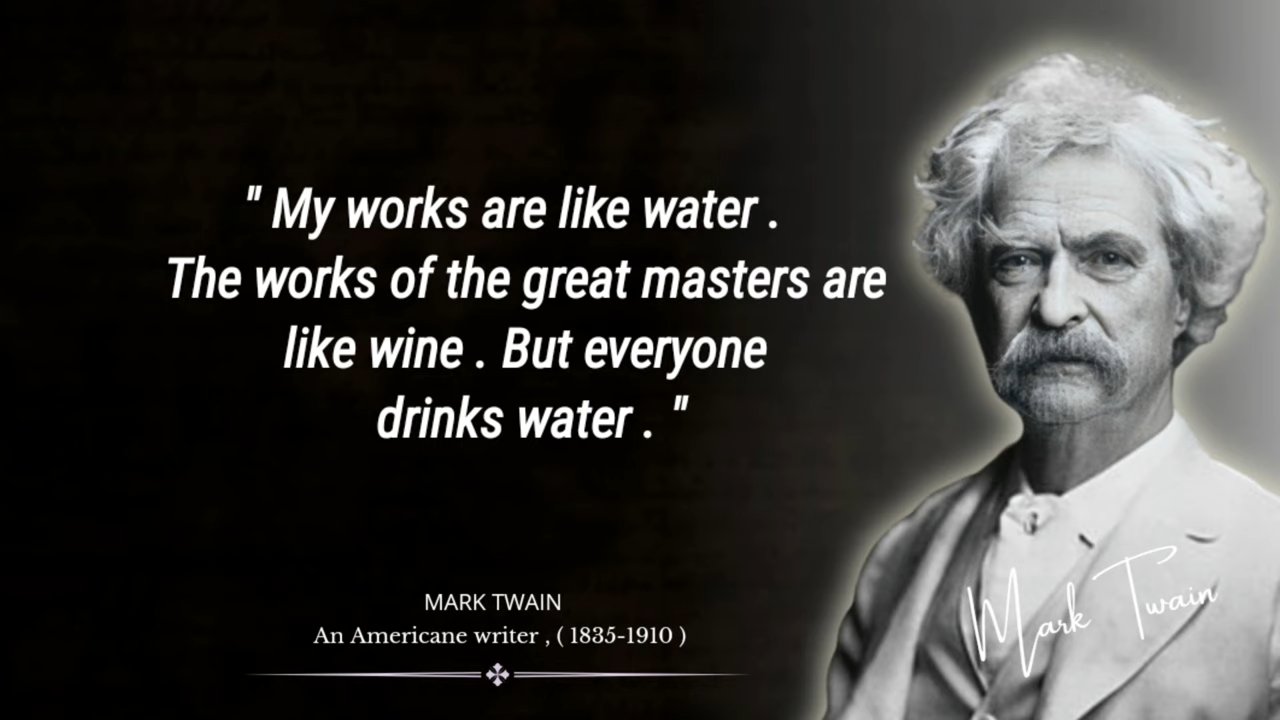 " My works are like water .
The works of the great masters are
like wine . But everyone
drinks water . "
MARK TWAIN
An Americane writer , ( 1835-1910 )
Mark Twain